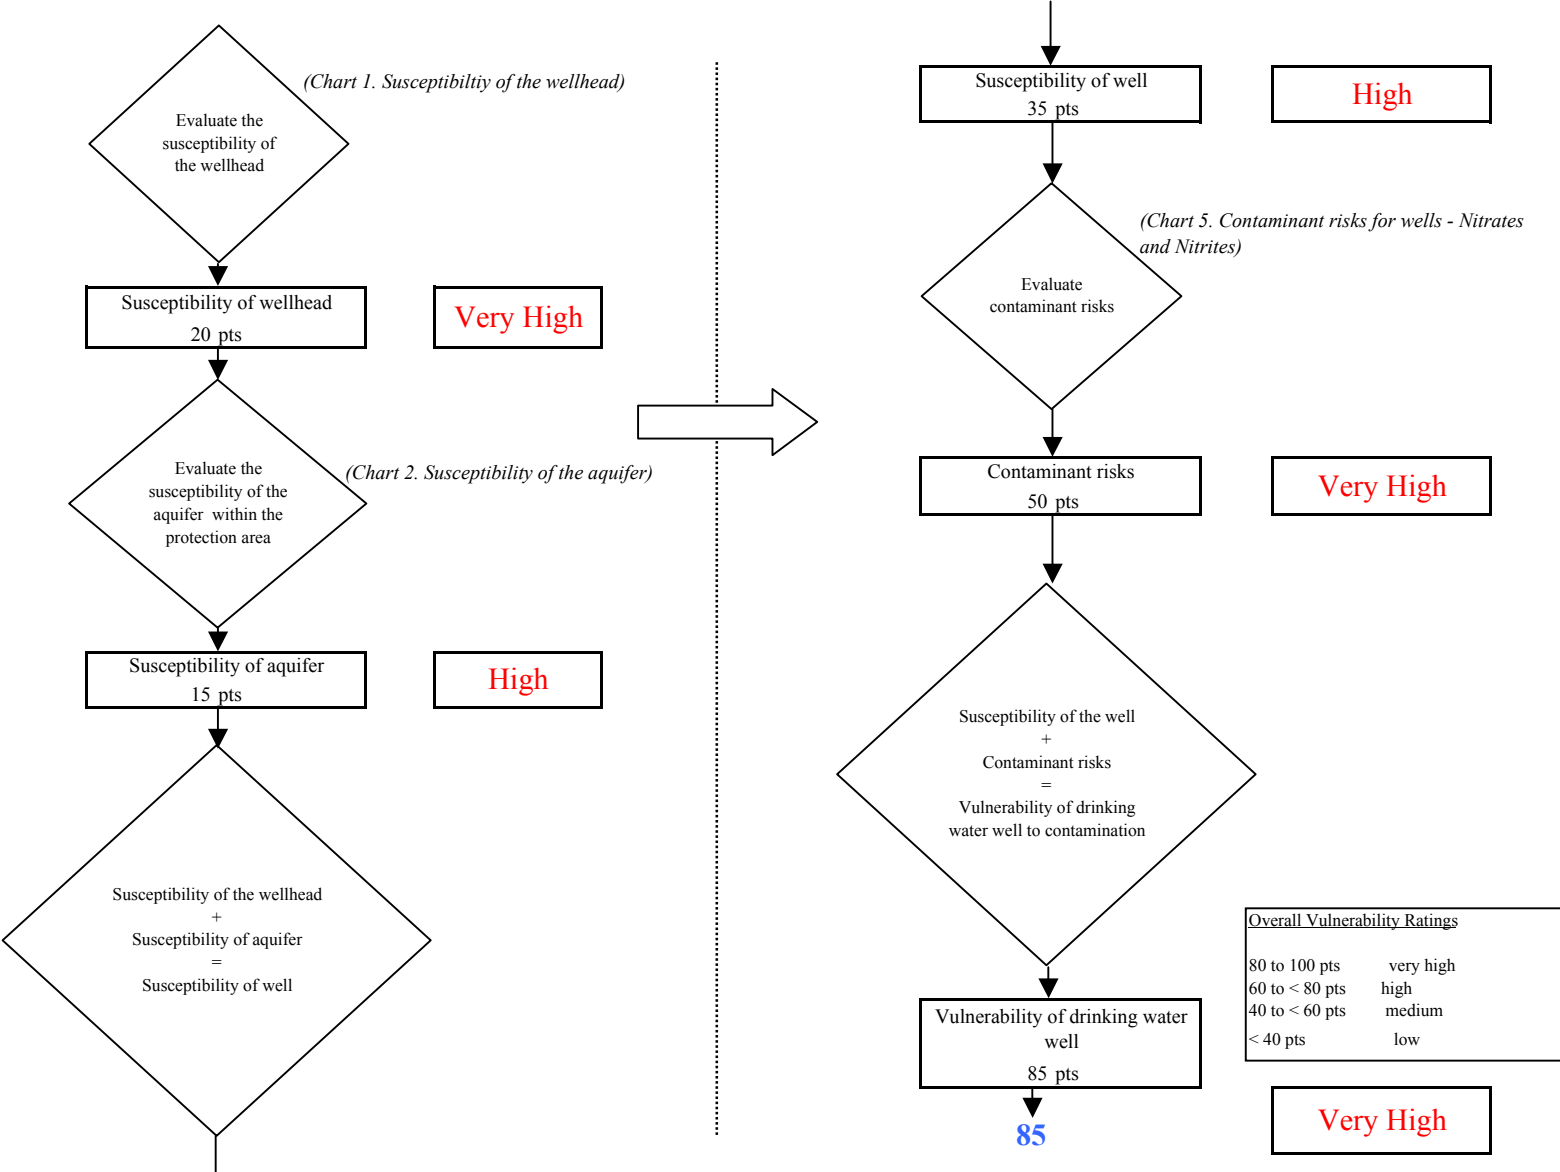 (Chart 1. Susceptibiltiy of the wellhead)
Evaluate the
susceptibility of
the wellhead
Susceptibility of wellhead
20 pts
Very High
Evaluate the
susceptibility of the
aquifer within the
protection area
(Chart 2. Susceptibility of the aquifer)
Susceptibility of aquifer
15 pts
High
Susceptibility of the wellhead
+
Susceptibility of aquifer
=
Susceptibility of well
Susceptibility of well
35 pts
High
(Chart 5. Contaminant risks for wells - Nitrates
and Nitrites)
Evaluate
contaminant risks
Contaminant risks
50 pts
Very High
Susceptibility of the well
+
Contaminant risks
=
Vulnerability of drinking
water well to contamination
Overall Vulnerability Ratings
80 to 100 pts very high
60 to < 80 pts high
40 to < 60 pts medium
< 40 pts low
Vulnerability of drinking water
well
85 pts
85
Very High